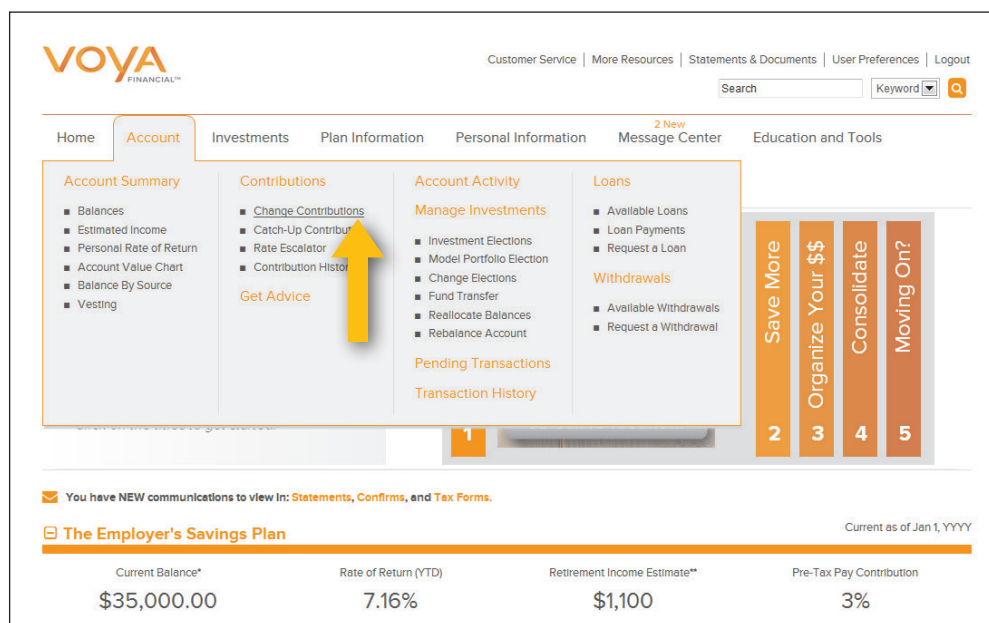 VOYA
FINANCIAL™
Customer Service | More Resources | Statements & Documents | User Preferences | Logout
Search Keyword
Home Account Investments Plan Information Personal Information 2 New Message Center Education and Tools
Account Summary
Balances
Estimated Income
Personal Rate of Return
Account Value Chart
Balance By Source
Vesting
Contributions
Change Contributions
Catch-Up
Rate Escalator
Contribution
Get Advice
Account Activity
Manage Investments
Investment Elections
Model Portfolio Election
Change Elections
Fund Transfer
Reallocate Balances
Rebalance Account
Pending Transactions
Transaction History
Loans
Available Loans
Loan Payments
Request a Loan
Withdrawals
Available Withdrawals
Request a Withdrawal
1
Save More 2
Organize Your $$ 3
Consolidate 4
Moving On? 5
You have NEW communications to view in: Statements, Confirms, and Tax Forms.
The Employer's Savings Plan
Current as of Jan 1, YYYY
Current Balance* Rate of Return (YTD) Retirement Income Estimate** Pre-Tax Pay Contribution
$35,000.00 7.16% $1,100 3%